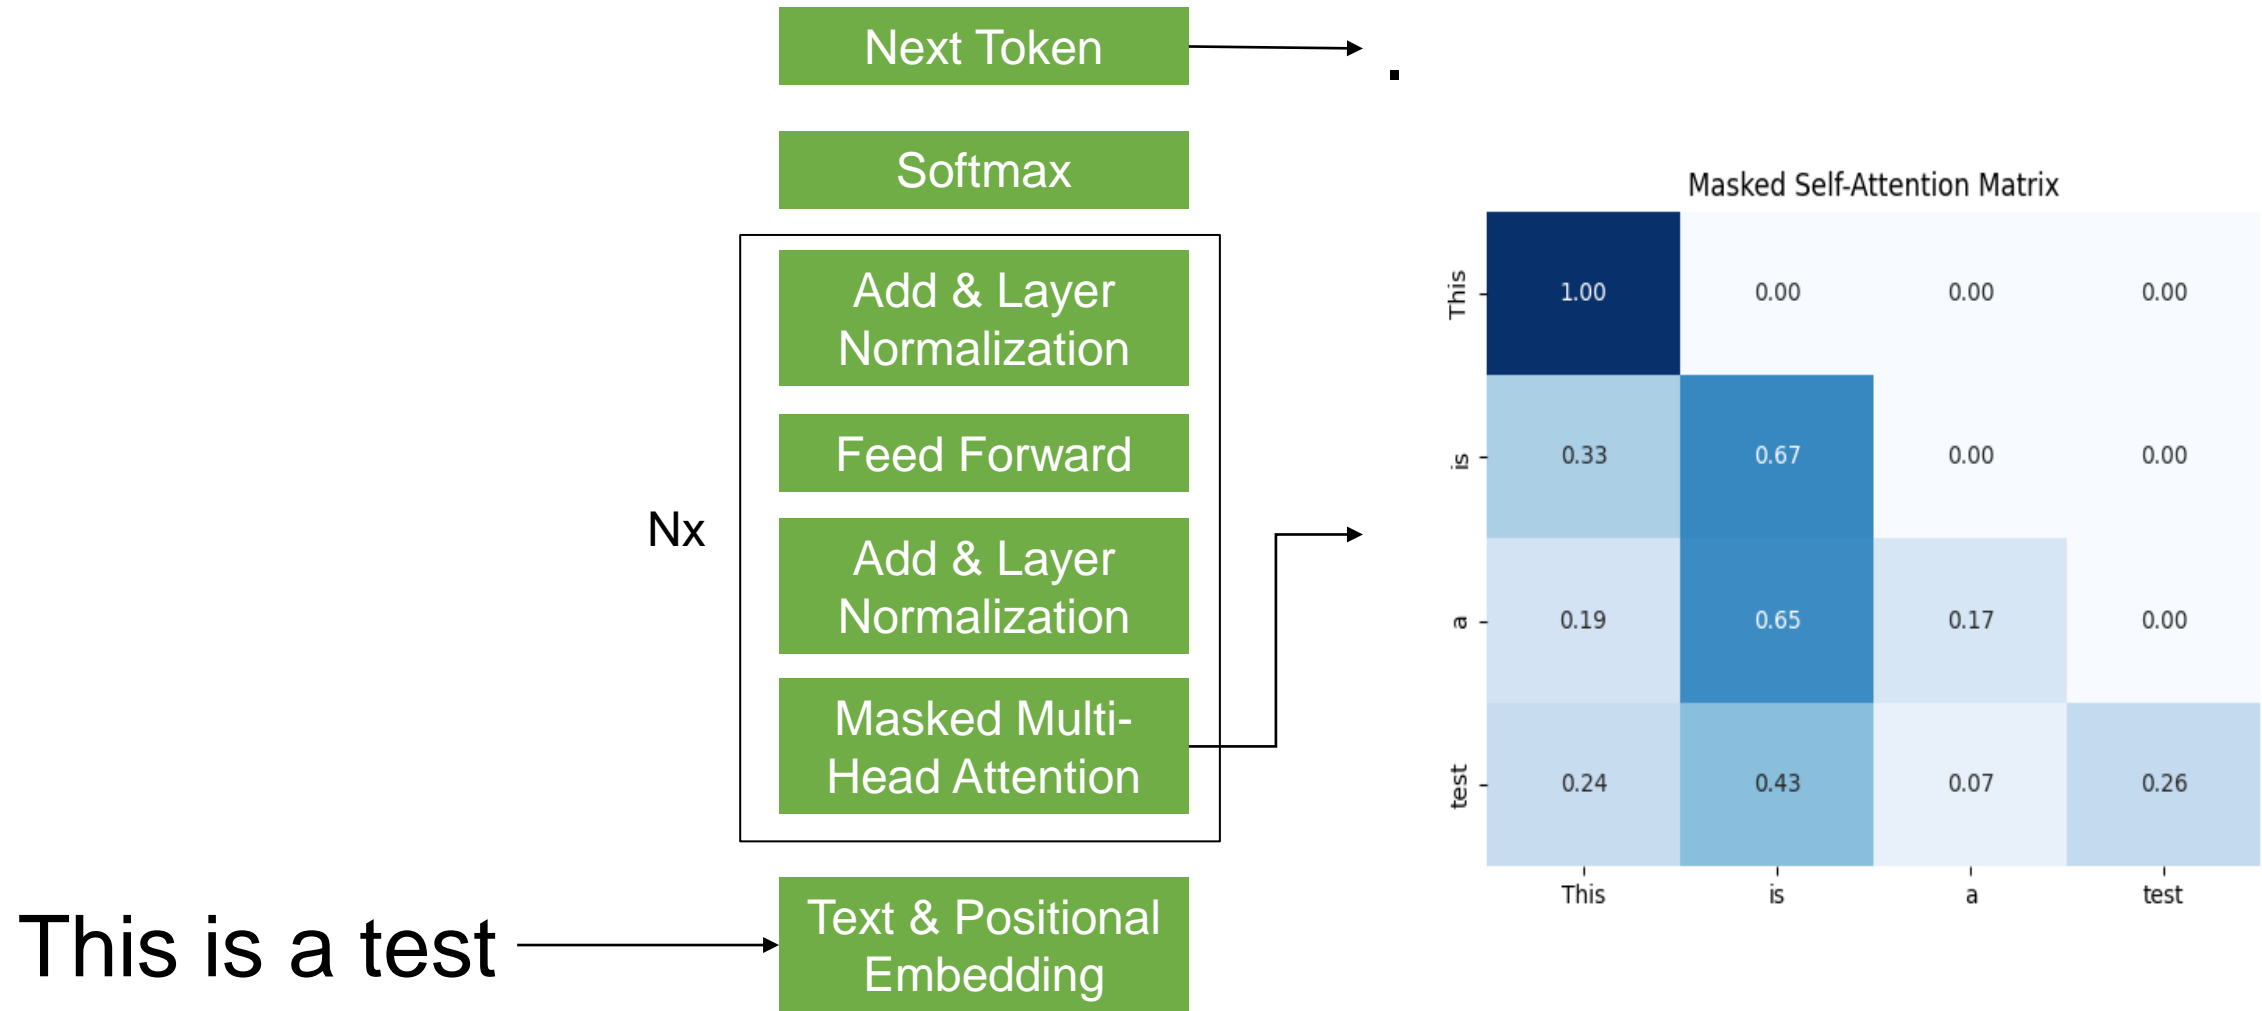 Next Token
.
Softmax
Add & Layer
Normalization
Feed Forward
Nx
Add & Layer
Normalization
Masked Multi-
Head Attention
This is a test
Text & Positional
Embedding
Masked Self-Attention Matrix
This 1.00 0.00 0.00 0.00
is 0.33 0.67 0.00 0.00
a 0.19 0.65 0.17 0.00
test 0.24 0.43 0.07 0.26
This is a test